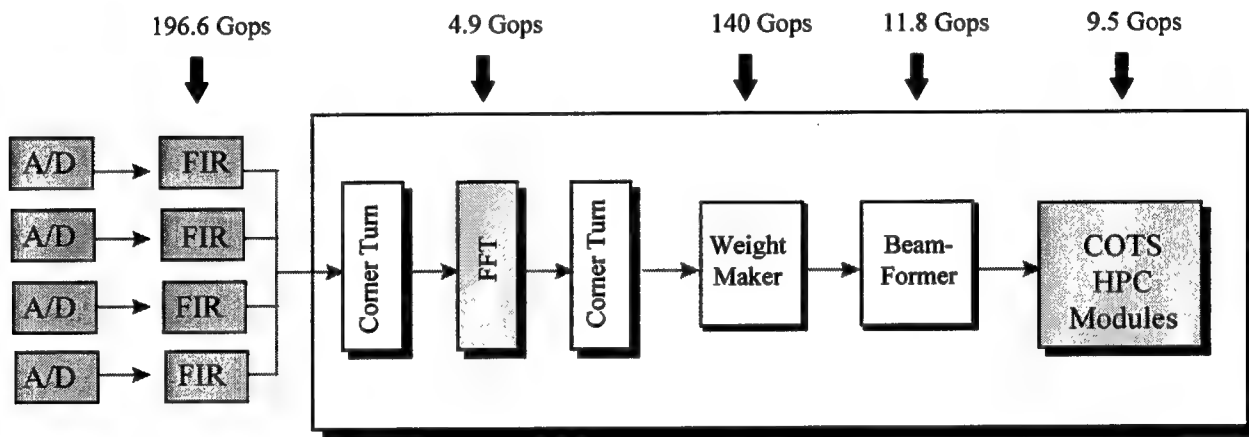 196.6 Gops
4.9 Gops
140 Gops
11.8 Gops
9.5 Gops
A/D
FIR
A/D
FIR
A/D
FIR
A/D
FIR
Corner Turn
FFT
Corner Turn
Weight
Maker
Beam-
Former
COTS
HPC
Modules